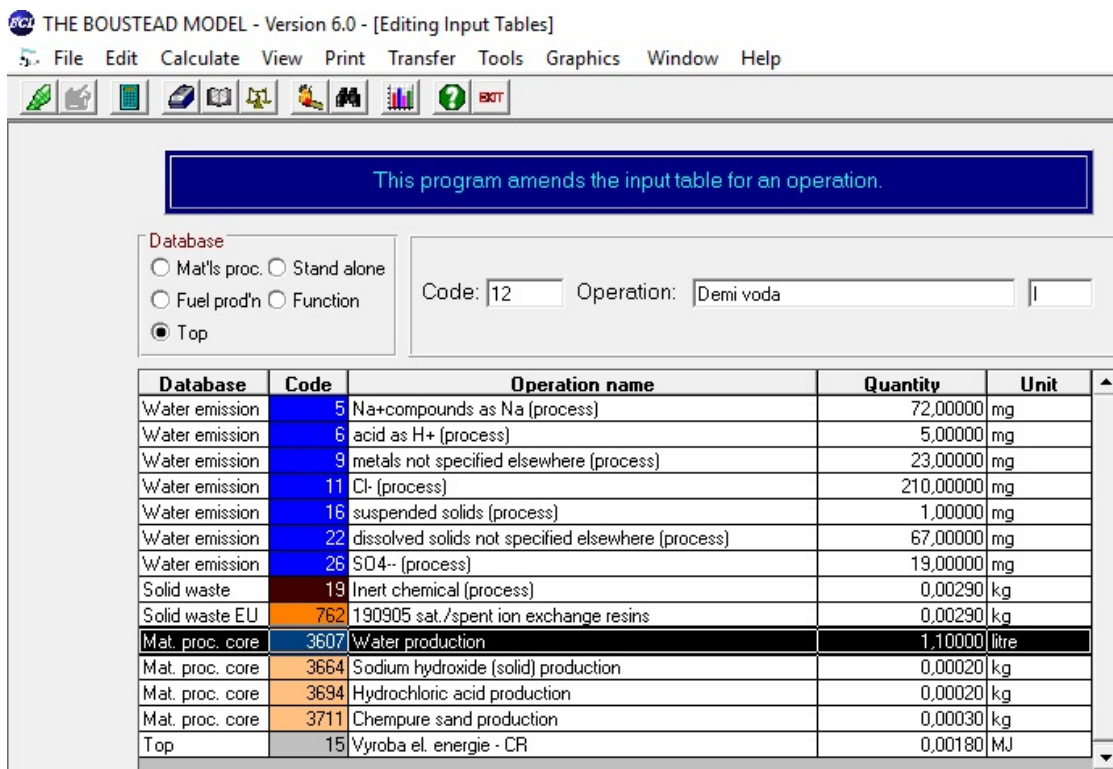 BCL THE BOUSTEAD MODEL - Version 6.0 - [Editing Input Tables]
File Edit Calculate View Print Transfer Tools Graphics Window Help
EXIT
This program amends the input table for an operation.
Database
Mat'ls proc. Stand alone
Fuel prod'n Function
Top
Code: 12 Operation: Demi voda l
Database Code Operation name Quantity Unit
Water emission 5 Na+compounds as Na (process) 72,00000 mg
Water emission 6 acid as H+ (process) 5,00000 mg
Water emission 9 metals not specified elsewhere (process) 23,00000 mg
Water emission 11 Cl- (process) 210,00000 mg
Water emission 16 suspended solids (process) 1,00000 mg
Water emission 22 dissolved solids not specified elsewhere (process) 67,00000 mg
Water emission 26 SO4-- (process) 19,00000 mg
Solid waste 19 Inert chemical (process) 0,00290 kg
Solid waste EU 762 190905 sat./spent ion exchange resins 0,00290 kg
Mat. proc. core 3607 Water production 1,10000 litre
Mat. proc. core 3664 Sodium hydroxide (solid) production 0,00020 kg
Mat. proc. core 3694 Hydrochloric acid production 0,00020 kg
Mat. proc. core 3711 Chempure sand production 0,00030 kg
Top 15 Vyroba el. energie - CR 0,00180 MJ